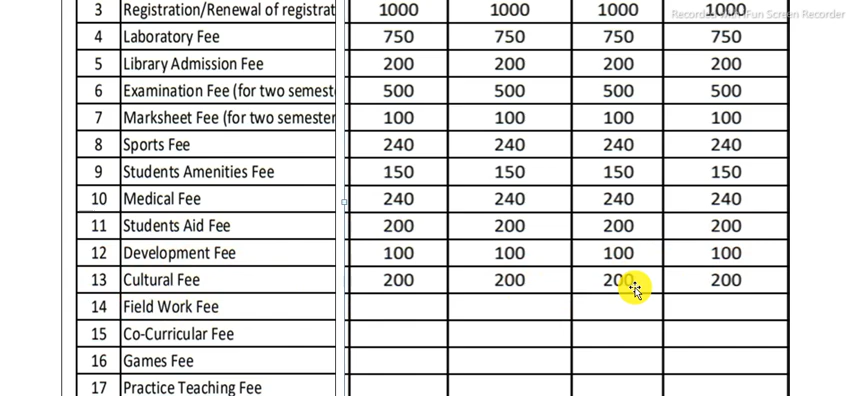 3 Registration/Renewal of registrat 1000 1000 1000 1000
4 Laboratory Fee 750 750 750 750
5 Library Admission Fee 200 200 200 200
6 Examination Fee (for two semest 500 500 500 500
7 Marksheet Fee (for two semester 100 100 100 100
8 Sports Fee 240 240 240 240
9 Students Amenities Fee 150 150 150 150
10 Medical Fee 240 240 240 240
11 Students Aid Fee 200 200 200 200
12 Development Fee 100 100 100 100
13 Cultural Fee 200 200 200 200
14 Field Work Fee
15 Co-Curricular Fee
16 Games Fee
17 Practice Teaching Fee
Recorded with iFun Screen Recorder